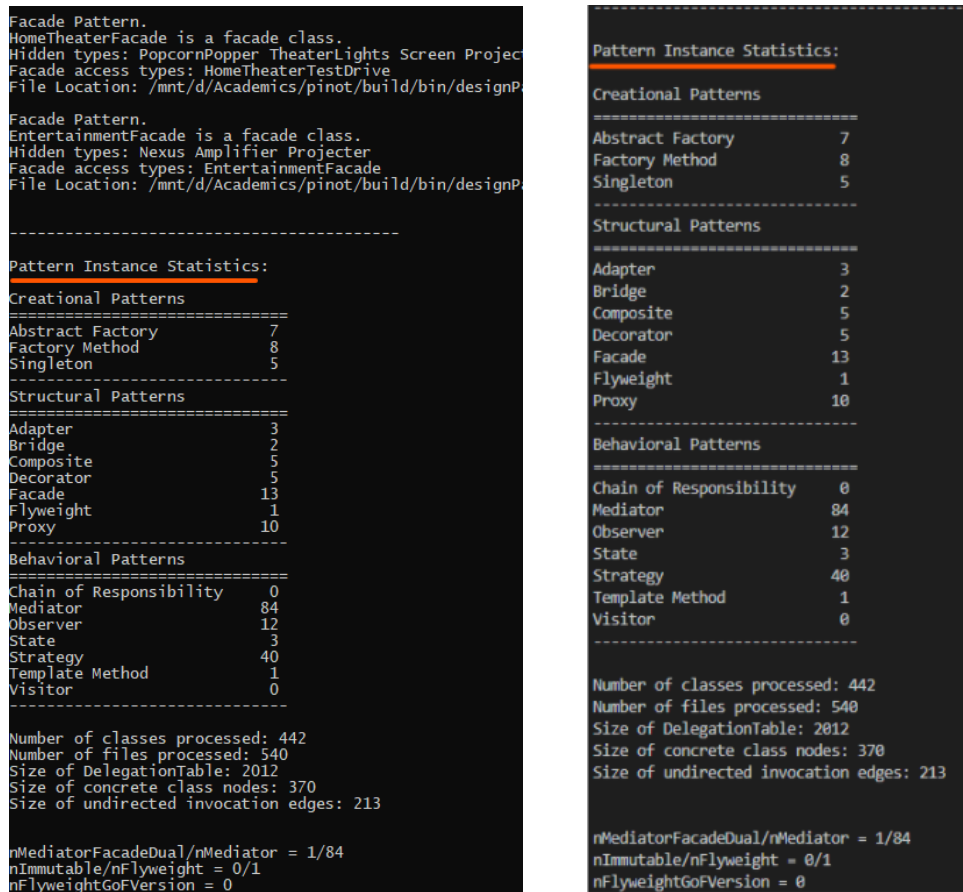 Facade Pattern.
HomeTheaterFacade is a facade class.
Hidden types: PopcornPopper TheaterLights Screen Projec
Facade access types: HomeTheaterTestDrive
File Location: /mnt/d/Academics/pinot/build/bin/designP
Facade Pattern.
EntertainmentFacade is a facade class.
Hidden types: Nexus Amplifier Projecter
Facade access types: EntertainmentFacade
File Location: /mnt/d/Academics/pinot/build/bin/designP
------------------------------------------
Pattern Instance Statistics:
Creational Patterns
==============================
Abstract Factory 7
Factory Method 8
Singleton 5
------------------------------
Structural Patterns
==============================
Adapter 3
Bridge 2
Composite 5
Decorator 5
Facade 13
Flyweight 1
Proxy 10
------------------------------
Behavioral Patterns
==============================
Chain of Responsibility 0
Mediator 84
Observer 12
State 3
Strategy 40
Template Method 1
Visitor 0
------------------------------
Number of classes processed: 442
Number of files processed: 540
Size of DelegationTable: 2012
Size of concrete class nodes: 370
Size of undirected invocation edges: 213
nMediatorFacadeDual/nMediator = 1/84
nImmutable/nFlyweight = 0/1
nFlyweightGoFVersion = 0
------------------------------------------
Pattern Instance Statistics:
Creational Patterns
==============================
Abstract Factory 7
Factory Method 8
Singleton 5
------------------------------
Structural Patterns
==============================
Adapter 3
Bridge 2
Composite 5
Decorator 5
Facade 13
Flyweight 1
Proxy 10
------------------------------
Behavioral Patterns
==============================
Chain of Responsibility 0
Mediator 84
Observer 12
State 3
Strategy 40
Template Method 1
Visitor 0
------------------------------
Number of classes processed: 442
Number of files processed: 540
Size of DelegationTable: 2012
Size of concrete class nodes: 370
Size of undirected invocation edges: 213
nMediatorFacadeDual/nMediator = 1/84
nImmutable/nFlyweight = 0/1
nFlyweightGoFVersion = 0